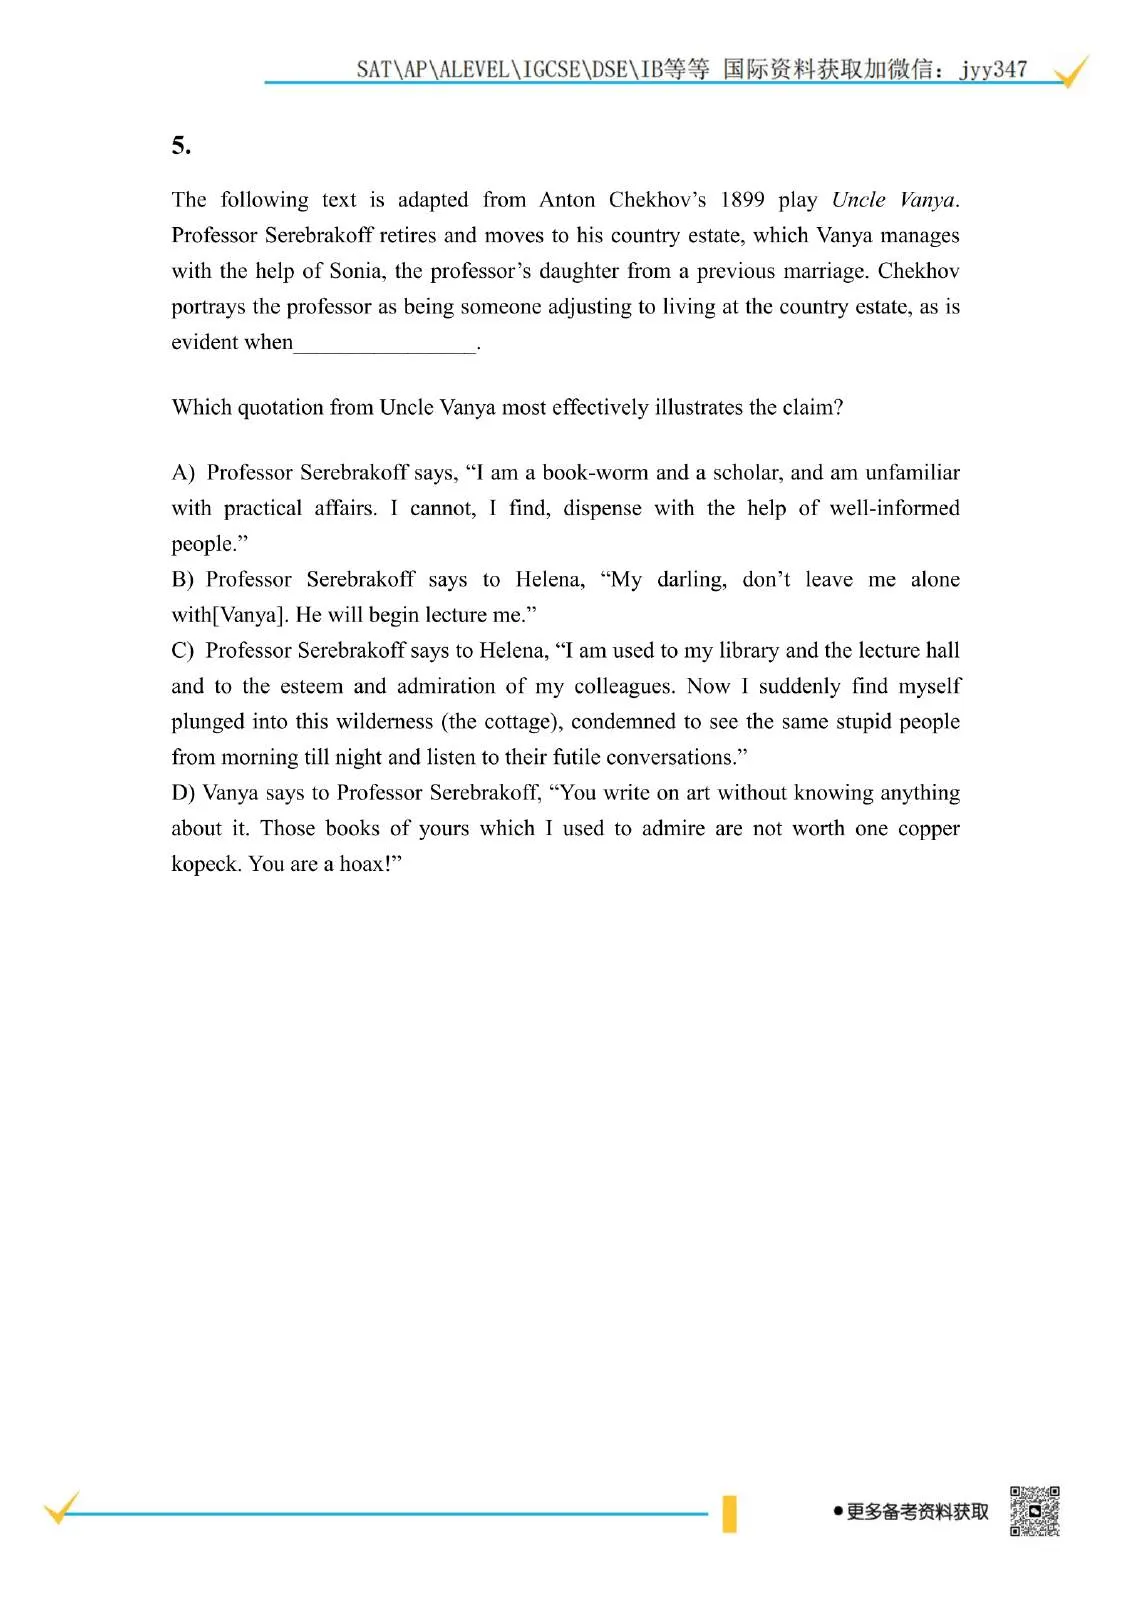 SAT\AP\ALEVEL\IGCSE\DSE\IB等等 国际资料获取加微信：jyy347
5.
The following text is adapted from Anton Chekhov’s 1899 play Uncle Vanya.
Professor Serebrakoff retires and moves to his country estate, which Vanya manages
with the help of Sonia, the professor’s daughter from a previous marriage. Chekhov
portrays the professor as being someone adjusting to living at the country estate, as is
evident when________________.
Which quotation from Uncle Vanya most effectively illustrates the claim?
A) Professor Serebrakoff says, “I am a book-worm and a scholar, and am unfamiliar
with practical affairs. I cannot, I find, dispense with the help of well-informed
people.”
B) Professor Serebrakoff says to Helena, “My darling, don’t leave me alone
with[Vanya]. He will begin lecture me.”
C) Professor Serebrakoff says to Helena, “I am used to my library and the lecture hall
and to the esteem and admiration of my colleagues. Now I suddenly find myself
plunged into this wilderness (the cottage), condemned to see the same stupid people
from morning till night and listen to their futile conversations.”
D) Vanya says to Professor Serebrakoff, “You write on art without knowing anything
about it. Those books of yours which I used to admire are not worth one copper
kopeck. You are a hoax!”
●更多备考资料获取